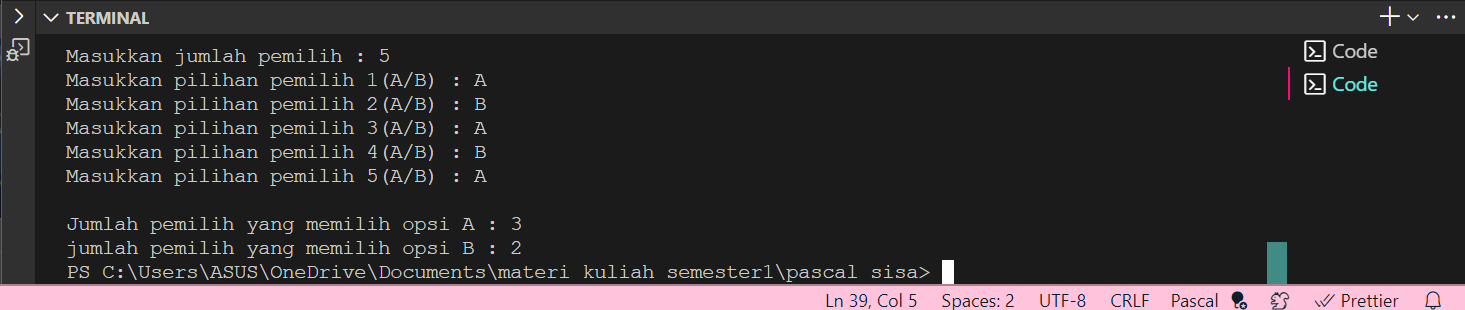 TERMINAL
Masukkan jumlah pemilih : 5
Masukkan pilihan pemilih 1(A/B) : A
Masukkan pilihan pemilih 2(A/B) : B
Masukkan pilihan pemilih 3(A/B) : A
Masukkan pilihan pemilih 4(A/B) : B
Masukkan pilihan pemilih 5(A/B) : A
Jumlah pemilih yang memilih opsi A : 3
jumlah pemilih yang memilih opsi B : 2
PS C:\Users\ASUS\OneDrive\Documents\materi kuliah semester1\pascal sisa>
Code
Code
Ln 39, Col 5 Spaces: 2 UTF-8 CRLF Pascal Prettier